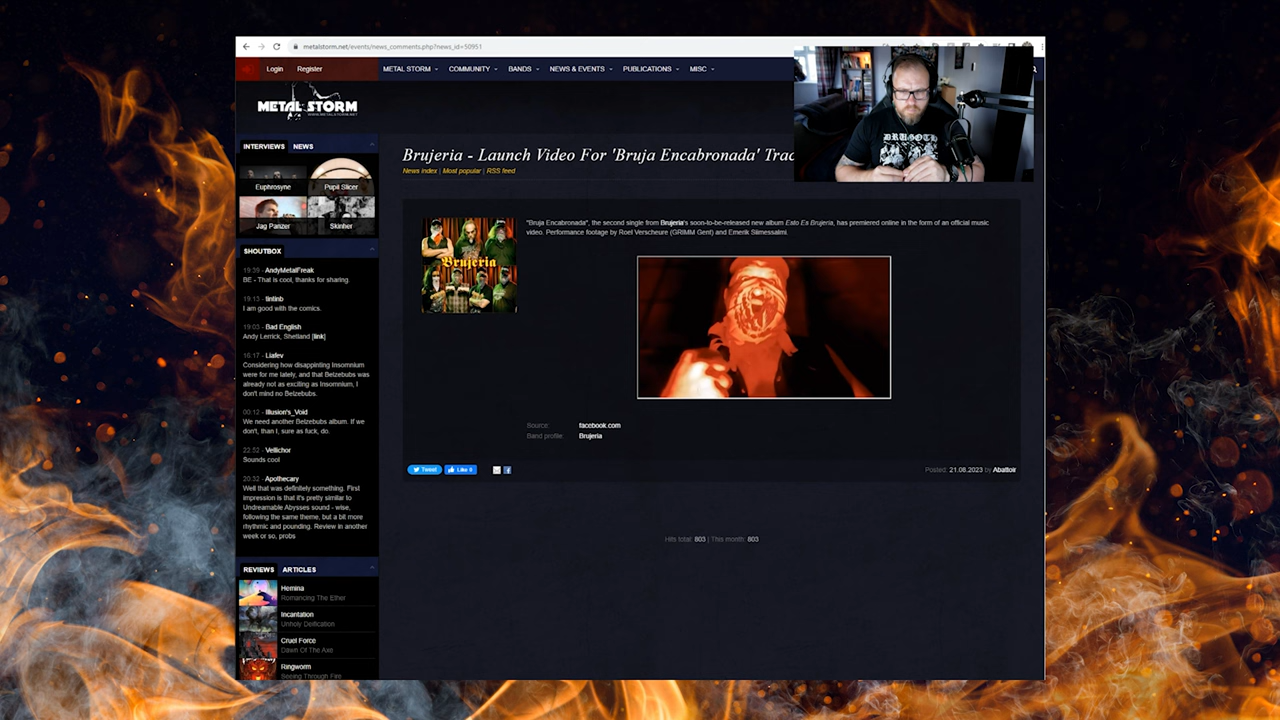 metalstorm.net/events/news_comments.php?news_id=50951
Login Register METAL STORM COMMUNITY BANDS NEWS & EVENTS PUBLICATIONS MISC
METAL STORM
WWW.METALSTORM.NET
DRUGOTH
INTERVIEWS NEWS
Euphrosyne Pupil Slicer
Jag Panzer Skinher
SHOUTBOX
19:39 - AndyMetalFreak
BE - That is cool, thanks for sharing.
19:13 - tintinb
I am good with the comics.
19:05 - Bad English
Andy Lerrick, Shetland [link]
16:17 - Liafev
Considering how disappinting Insomnium
were for me lately, and that Belzebubs was
already not as exciting as Insomnium, I
don't mind no Belzebubs.
00:12 - Illusion's_Void
We need another Belzebubs album. If we
don't, than I, sure as fuck, do.
22:52 - Vellichor
Sounds cool
20:32 - Apothecary
Well that was definitely something. First
impression is that it's pretty similar to
Undreamable Abysses sound - wise,
following the same theme, but a bit more
rhythmic and pounding. Review in another
week or so, probs
REVIEWS ARTICLES
Hemina
Romancing The Ether
Incantation
Unholy Deification
Cruel Force
Dawn Of The Axe
Ringworm
Seeing Through Fire
Brujeria - Launch Video For 'Bruja Encabronada' Trac
News index | Most popular | RSS feed
Brujeria
"Bruja Encabronada", the second single from Brujeria's soon-to-be-released new album Esto Es Brujeria, has premiered online in the form of an official music
video. Performance footage by Roel Verscheure (GRIMM Gent) and Emerik Slimessalmi.
Source: facebook.com
Band profile: Brujeria
Tweet Like 0
Posted: 21.08.2023 by Abattoir
Hits total: 803 | This month: 803